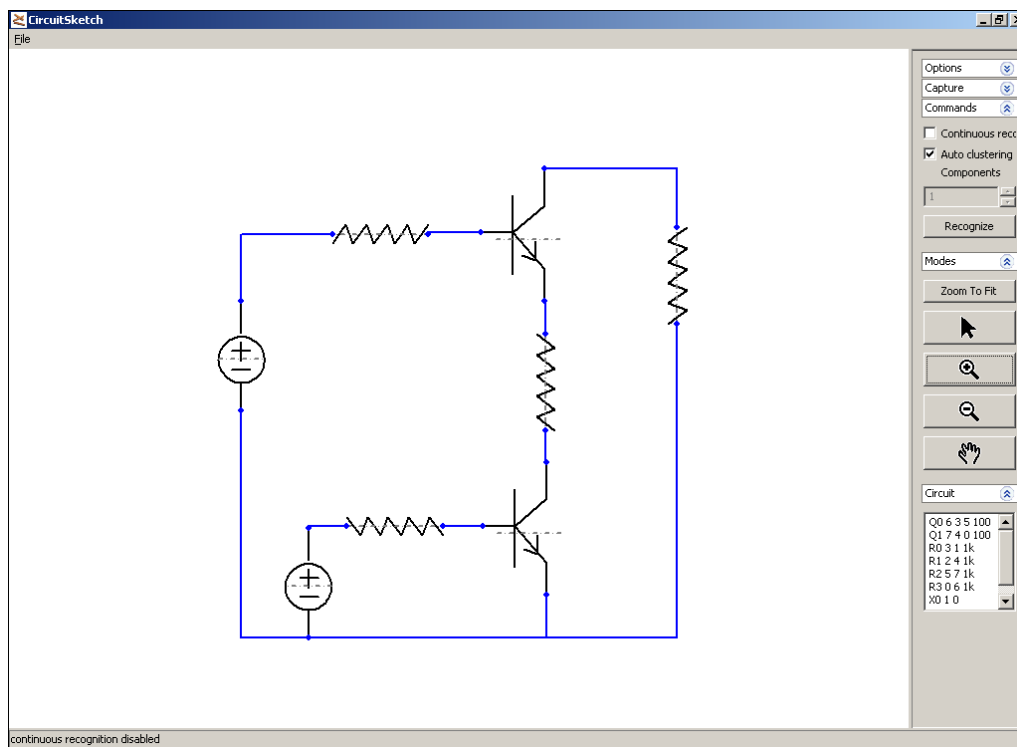 CircuitSketch
File
Options
Capture
Commands
Continuous reco
Auto clustering
Components
1
Recognize
Modes
Zoom To Fit
Circuit
Q0 6 3 5 100
Q1 7 4 0 100
R0 3 1 1k
R1 2 4 1k
R2 5 7 1k
R3 0 6 1k
X0 1 0
continuous recognition disabled